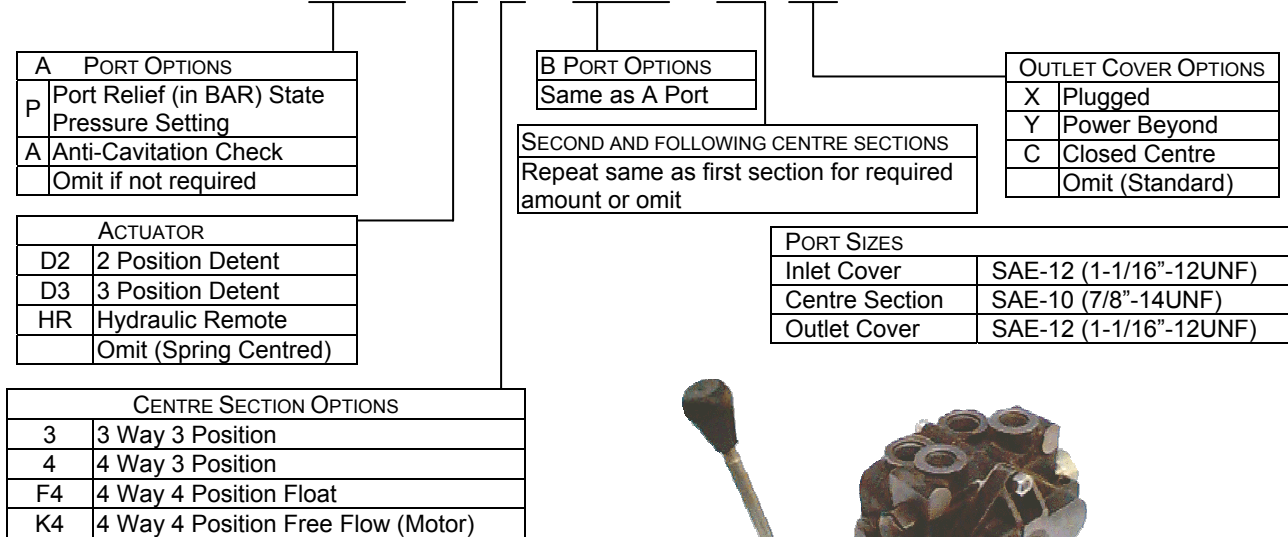 A PORT OPTIONS
P Port Relief (in BAR) State
Pressure Setting
A Anti-Cavitation Check
Omit if not required
B PORT OPTIONS
Same as A Port
OUTLET COVER OPTIONS
X Plugged
Y Power Beyond
C Closed Centre
Omit (Standard)
SECOND AND FOLLOWING CENTRE SECTIONS
Repeat same as first section for required
amount or omit
ACTUATOR
D2 2 Position Detent
D3 3 Position Detent
HR Hydraulic Remote
Omit (Spring Centred)
PORT SIZES
Inlet Cover SAE-12 (1-1/16”-12UNF)
Centre Section SAE-10 (7/8”-14UNF)
Outlet Cover SAE-12 (1-1/16”-12UNF)
CENTRE SECTION OPTIONS
3 3 Way 3 Position
4 4 Way 3 Position
F4 4 Way 4 Position Float
K4 4 Way 4 Position Free Flow (Motor)